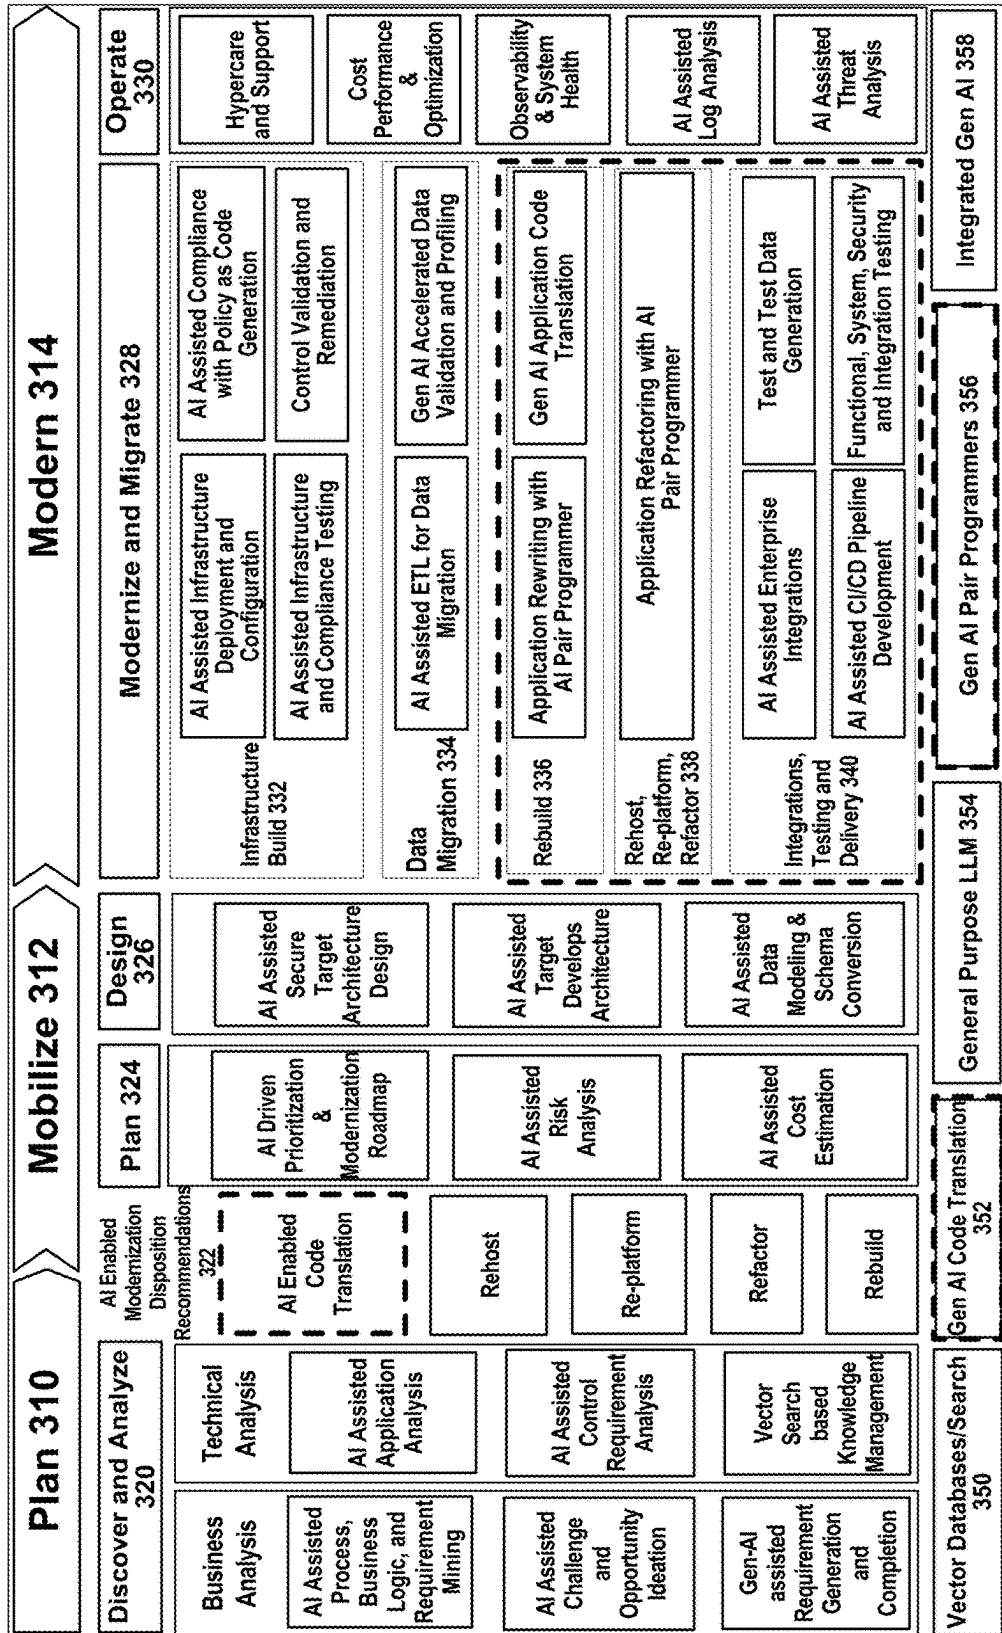 Plan 310
Mobilize 312
Modern 314
Discover and Analyze
320
Business
Analysis
AI Assisted
Process,
Business
Logic, and
Requirement
Mining
AI Assisted
Challenge
and
Opportunity
Ideation
Gen-AI
assisted
Requirement
Generation
and
Completion
Technical
Analysis
AI Assisted
Application
Analysis
AI Assisted
Control
Requirement
Analysis
Vector
Search
based
Knowledge
Management
AI Enabled
Modernization
Disposition
Recommendations
322
AI Enabled
Code
Translation
Rehost
Re-platform
Refactor
Rebuild
Plan 324
AI Driven
Prioritization
&
Modernization
Roadmap
AI Assisted
Risk
Analysis
AI Assisted
Cost
Estimation
Design
326
AI Assisted
Secure
Target
Architecture
Design
AI Assisted
Target
Develops
Architecture
AI Assisted
Data
Modeling &
Schema
Conversion
Modernize and Migrate 328
Infrastructure
Build 332
AI Assisted Infrastructure
Deployment and
Configuration
AI Assisted Compliance
with Policy as Code
Generation
AI Assisted Infrastructure
and Compliance Testing
Control Validation and
Remediation
Data
Migration 334
AI Assisted ETL for Data
Migration
Gen AI Accelerated Data
Validation and Profiling
Rebuild 336
Application Rewriting with
AI Pair Programmer
Gen AI Application Code
Translation
Rehost,
Re-platform,
Refactor 338
Application Refactoring with AI
Pair Programmer
Integrations,
Testing and
Delivery 340
AI Assisted Enterprise
Integrations
Test and Test Data
Generation
AI Assisted CI/CD Pipeline
Development
Functional, System, Security
and Integration Testing
Operate
330
Hypercare
and Support
Cost
Performance
&
Optimization
Observability
& System
Health
AI Assisted
Log Analysis
AI Assisted
Threat
Analysis
Vector Databases/Search
350
Gen AI Code Translation
352
General Purpose LLM 354
Gen AI Pair Programmers 356
Integrated Gen AI 358